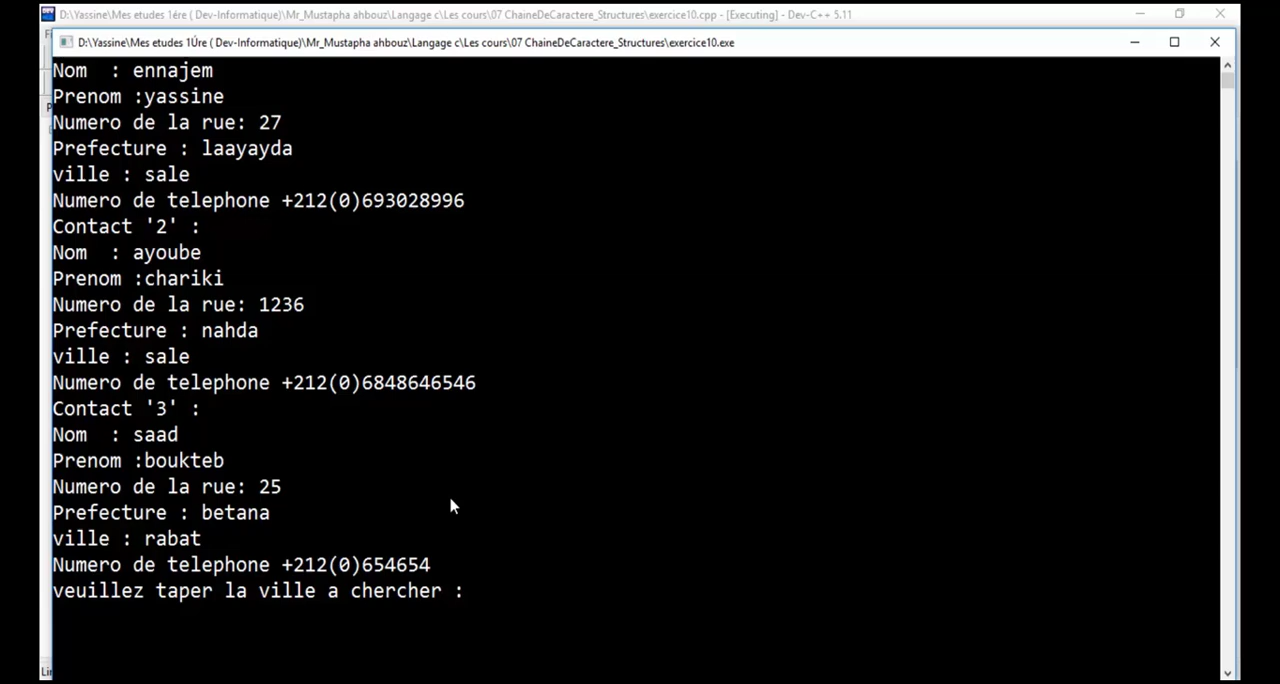 D:\Yassine\Mes etudes 1ére ( Dev-Informatique)\Mr_Mustapha ahbouz\Langage c\Les cours\07 ChaineDeCaractere_Structures\exercice10.cpp - [Executing] - Dev-C++ 5.11
D:\Yassine\Mes etudes 1Úre ( Dev-Informatique)\Mr_Mustapha ahbouz\Langage c\Les cours\07 ChaineDeCaractere_Structures\exercice10.exe
Nom  : ennajem
Prenom :yassine
Numero de la rue: 27
Prefecture : laayayda
ville : sale
Numero de telephone +212(0)693028996
Contact '2' :
Nom  : ayoube
Prenom :chariki
Numero de la rue: 1236
Prefecture : nahda
ville : sale
Numero de telephone +212(0)6848646546
Contact '3' :
Nom  : saad
Prenom :boukteb
Numero de la rue: 25
Prefecture : betana
ville : rabat
Numero de telephone +212(0)654654
veuillez taper la ville a chercher :